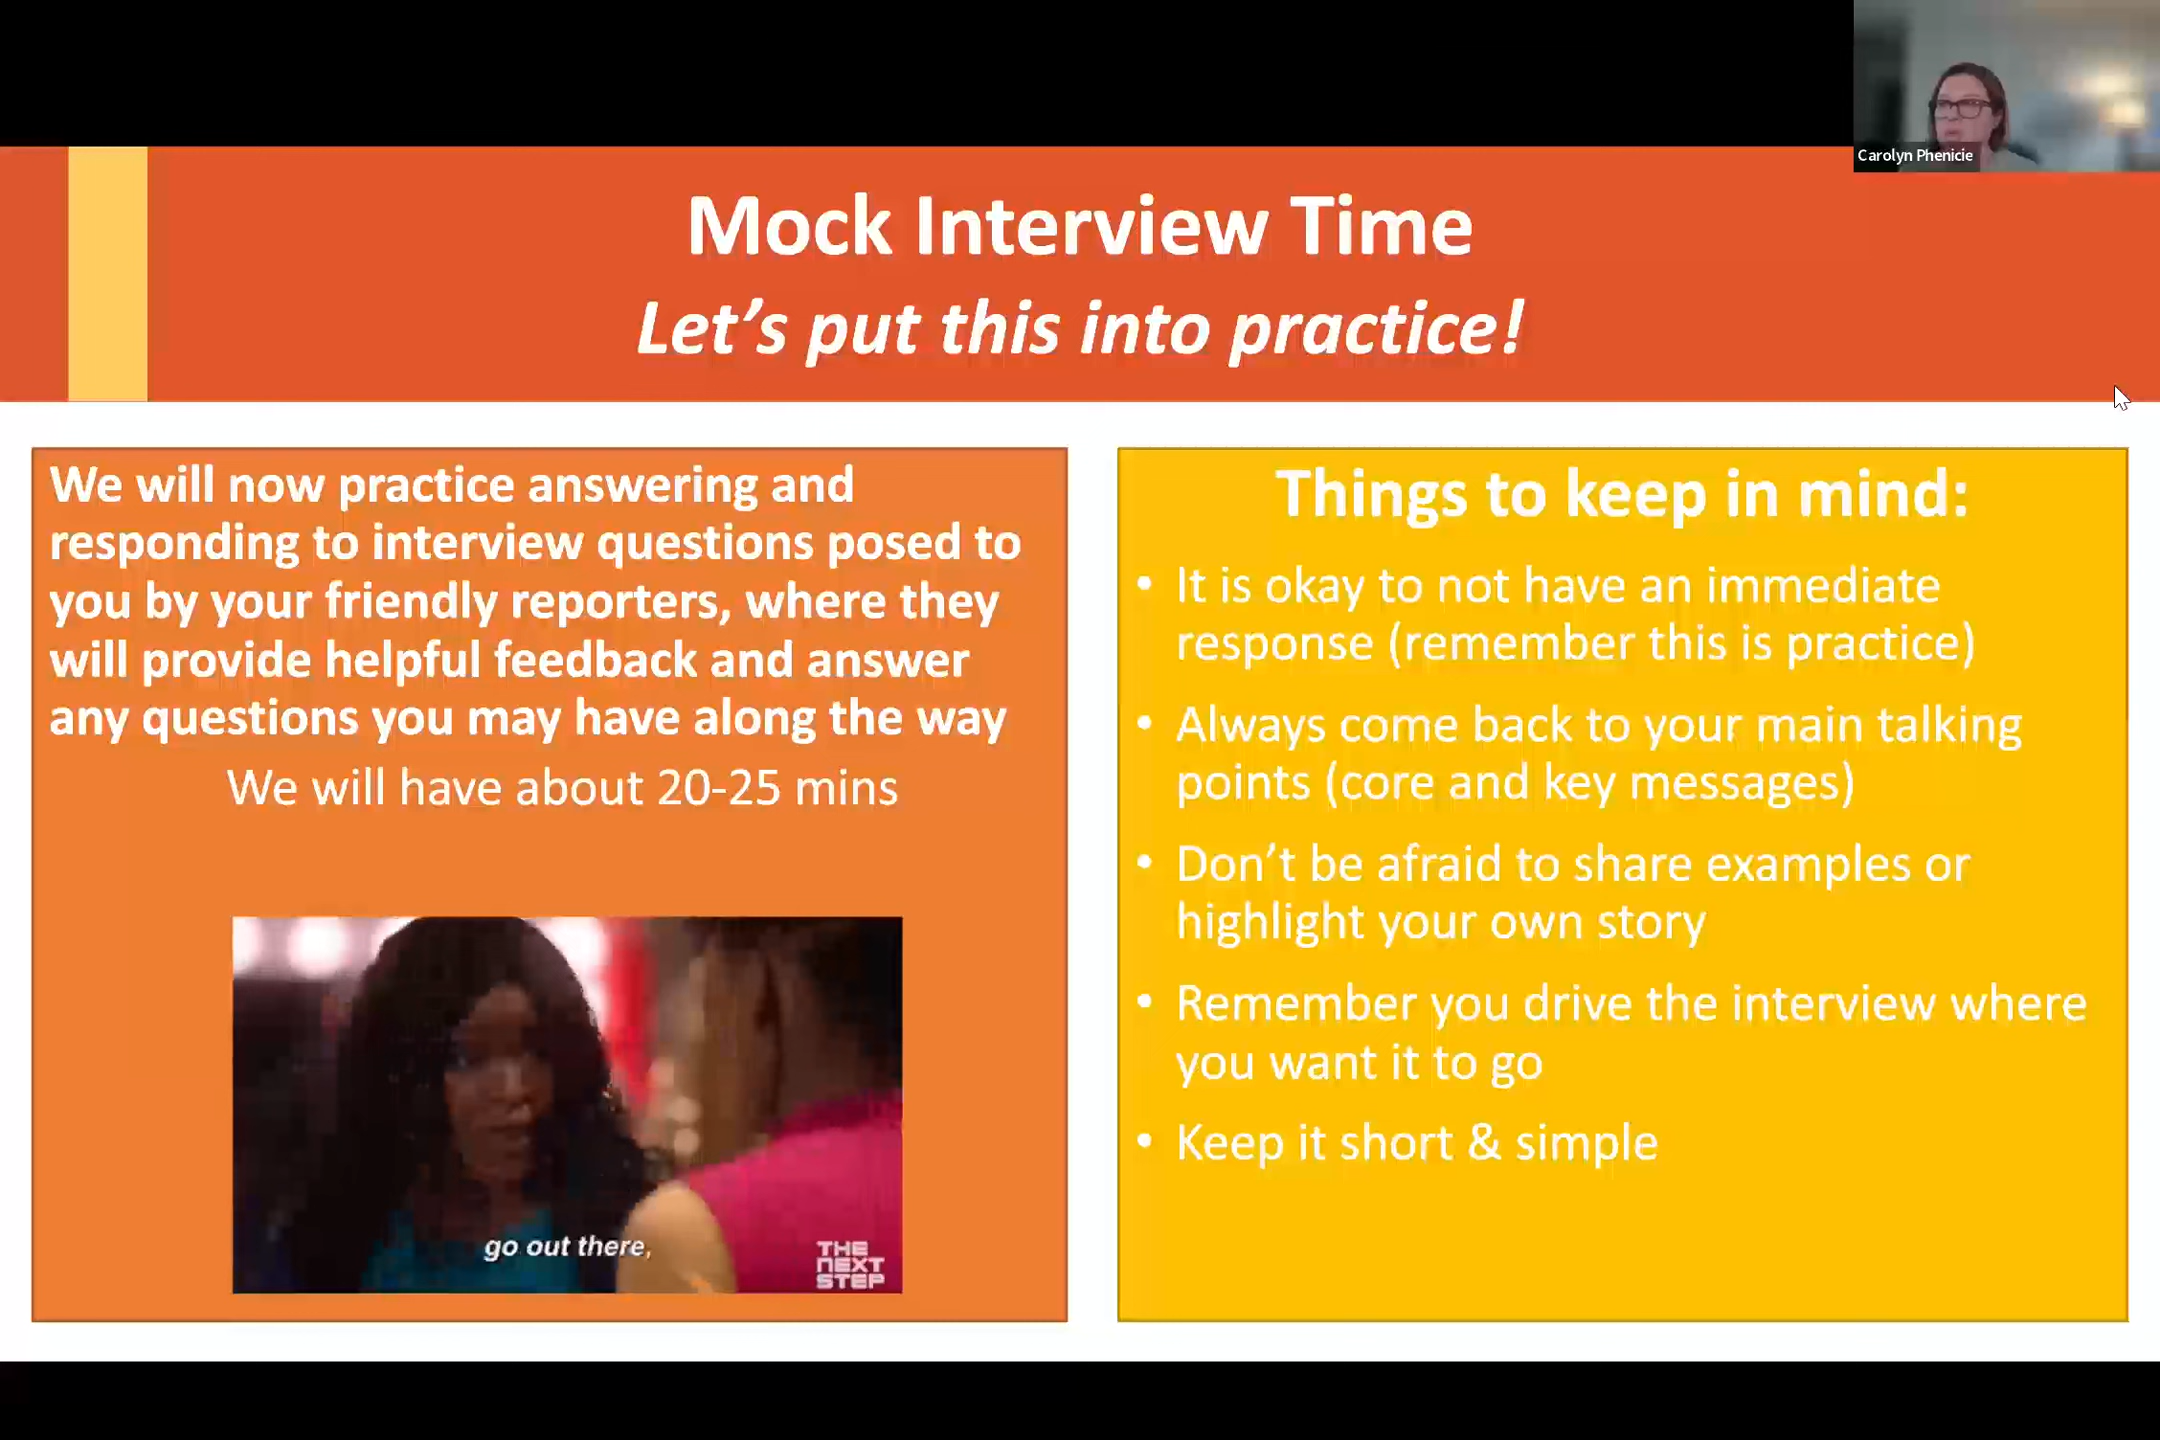 Carolyn Phenicie
Mock Interview Time
Let’s put this into practice!
We will now practice answering and
responding to interview questions posed to
you by your friendly reporters, where they
will provide helpful feedback and answer
any questions you may have along the way
We will have about 20-25 mins
go out there,
THE
NEXT
STEP
Things to keep in mind:
• It is okay to not have an immediate
response (remember this is practice)
• Always come back to your main talking
points (core and key messages)
• Don’t be afraid to share examples or
highlight your own story
• Remember you drive the interview where
you want it to go
• Keep it short & simple